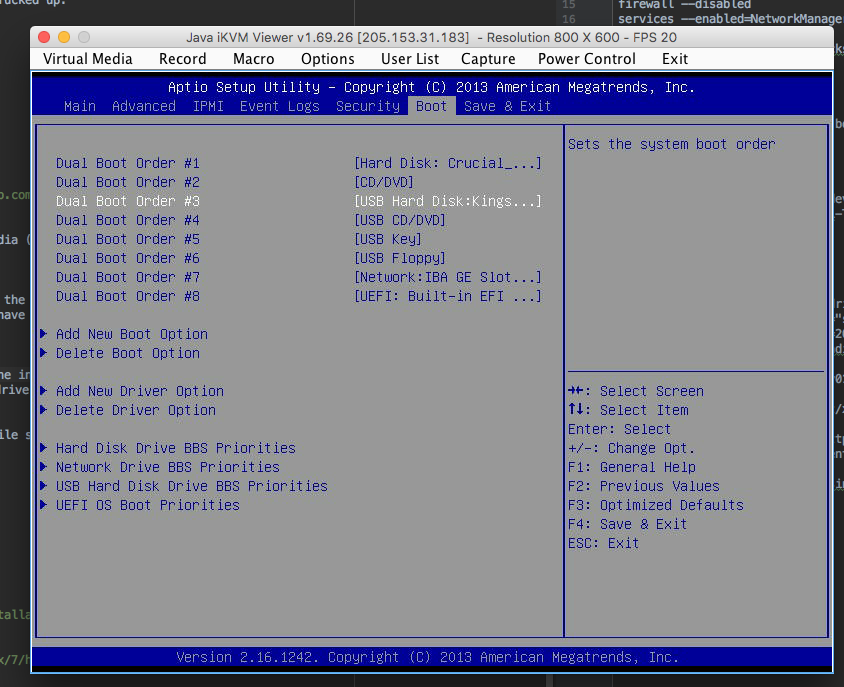 ucked up.
15 firewall --disabled
16 services --enabled=NetworkManage
Java iKVM Viewer v1.69.26 [205.153.31.183] - Resolution 800 X 600 - FPS 20
Virtual Media Record Macro Options User List Capture Power Control Exit
Aptio Setup Utility - Copyright (C) 2013 American Megatrends, Inc.
Main Advanced IPMI Event Logs Security Boot Save & Exit
Dual Boot Order #1 [Hard Disk: Crucial_...]
Dual Boot Order #2 [CD/DVD]
Dual Boot Order #3 [USB Hard Disk:Kings...]
Dual Boot Order #4 [USB CD/DVD]
Dual Boot Order #5 [USB Key]
Dual Boot Order #6 [USB Floppy]
Dual Boot Order #7 [Network:IBA GE Slot...]
Dual Boot Order #8 [UEFI: Built-in EFI ...]
Add New Boot Option
Delete Boot Option
Add New Driver Option
Delete Driver Option
Hard Disk Drive BBS Priorities
Network Drive BBS Priorities
USB Hard Disk Drive BBS Priorities
UEFI OS Boot Priorities
Sets the system boot order
→←: Select Screen
↑↓: Select Item
Enter: Select
+/-: Change Opt.
F1: General Help
F2: Previous Values
F3: Optimized Defaults
F4: Save & Exit
ESC: Exit
Version 2.16.1242. Copyright (C) 2013 American Megatrends, Inc.